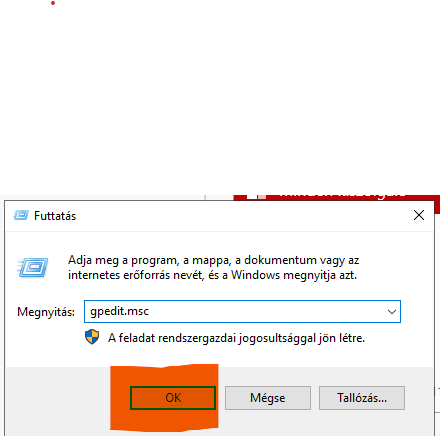 Futtatás
Adja meg a program, a mappa, a dokumentum vagy az
internetes erőforrás nevét, és a Windows megnyitja azt.
Megnyitás: gpedit.msc
A feladat rendszergazdai jogosultsággal jön létre.
OK Mégse Tallózás...